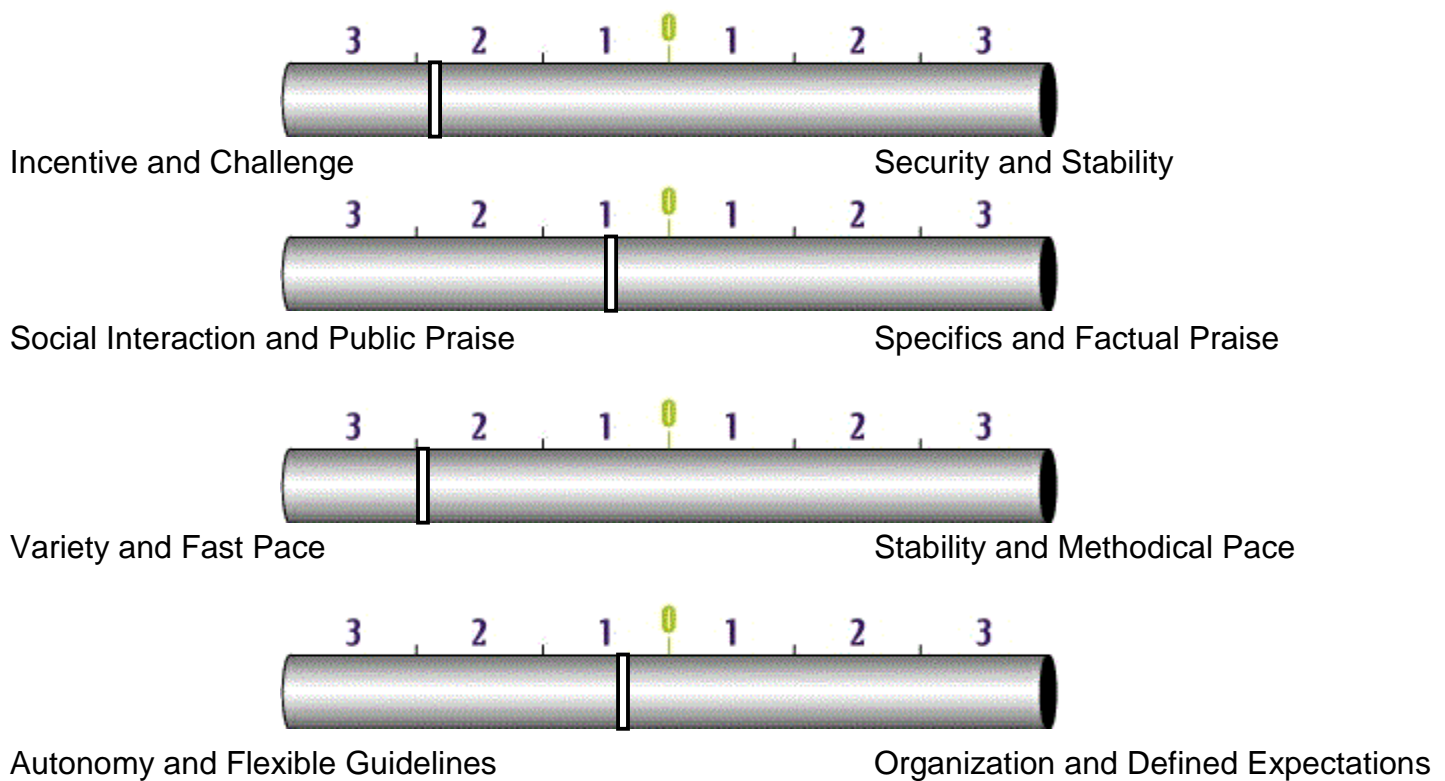 3 2 1 0 1 2 3
Incentive and Challenge Security and Stability
3 2 1 0 1 2 3
Social Interaction and Public Praise Specifics and Factual Praise
3 2 1 0 1 2 3
Variety and Fast Pace Stability and Methodical Pace
3 2 1 0 1 2 3
Autonomy and Flexible Guidelines Organization and Defined Expectations